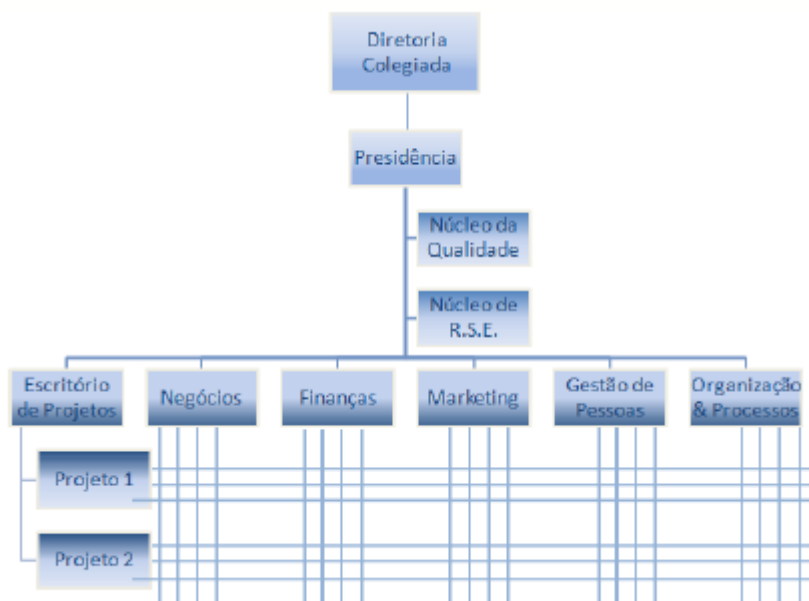 Diretoria
Colegiada
Presidência
Núcleo da
Qualidade
Núcleo de
R.S.E.
Escritório
de Projetos
Negócios
Finanças
Marketing
Gestão de
Pessoas
Organização
& Processos
Projeto 1
Projeto 2